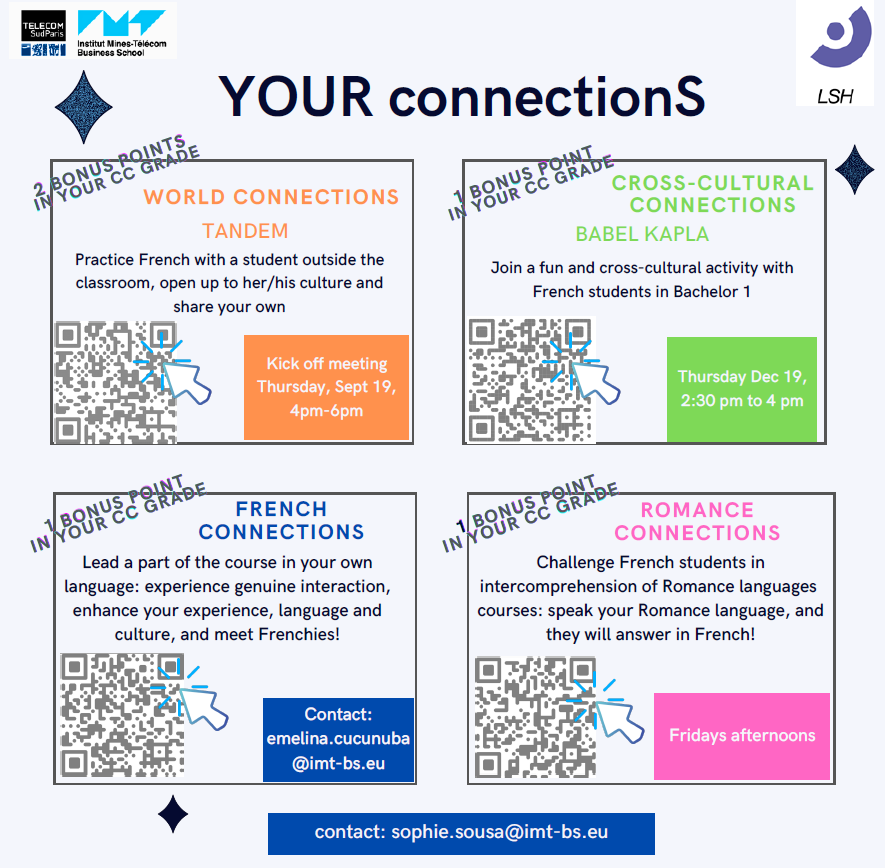 TELECOM
SudParis
Institut Mines-Télécom
Business School
LSH
YOUR connectionS
2 BONUS POINTS
IN YOUR CC GRADE
WORLD CONNECTIONS
TANDEM
Practice French with a student outside the
classroom, open up to her/his culture and
share your own
Kick off meeting
Thursday, Sept 19,
4pm-6pm
1 BONUS POINT
IN YOUR CC GRADE
CROSS-CULTURAL
CONNECTIONS
BABEL KAPLA
Join a fun and cross-cultural activity with
French students in Bachelor 1
Thursday Dec 19,
2:30 pm to 4 pm
1 BONUS POINT
IN YOUR CC GRADE
FRENCH
CONNECTIONS
Lead a part of the course in your own
language: experience genuine interaction,
enhance your experience, language and
culture, and meet Frenchies!
Contact:
emelina.cucunuba
@imt-bs.eu
1 BONUS POINT
IN YOUR CC GRADE
ROMANCE
CONNECTIONS
Challenge French students in
intercomprehension of Romance languages
courses: speak your Romance language, and
they will answer in French!
Fridays afternoons
contact: sophie.sousa@imt-bs.eu